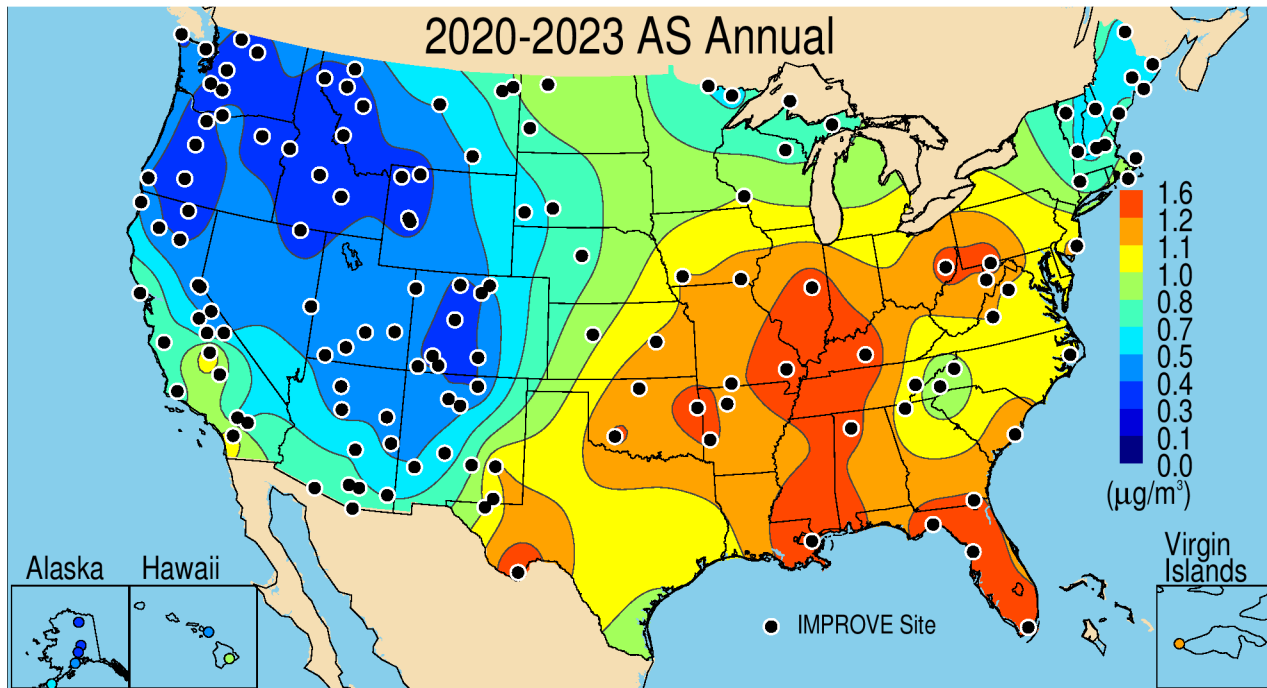 2020-2023 AS Annual
1.6
1.2
1.1
1.0
0.8
0.7
0.5
0.4
0.3
0.1
0.0
(μg/m³)
Alaska
Hawaii
Virgin
Islands
IMPROVE Site